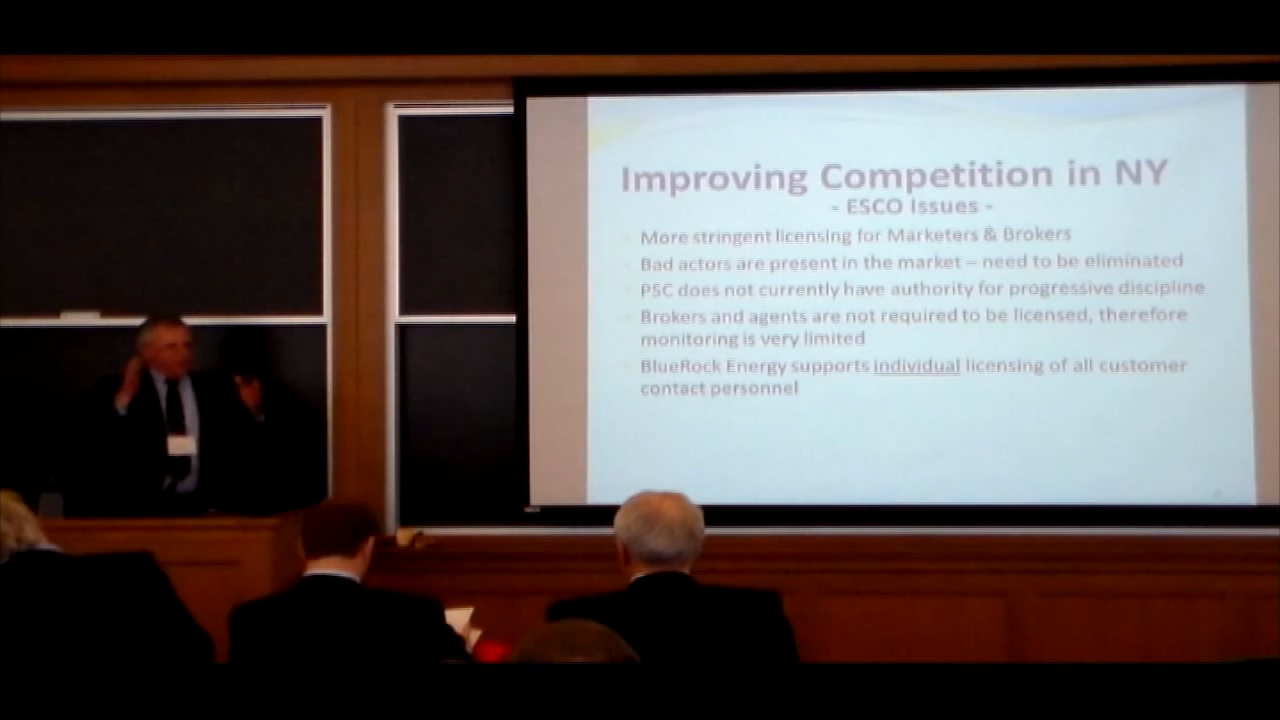 Improving Competition in NY
- ESCO Issues -
More stringent licensing for Marketers & Brokers
Bad actors are present in the market – need to be eliminated
PSC does not currently have authority for progressive discipline
Brokers and agents are not required to be licensed, therefore
monitoring is very limited
BlueRock Energy supports individual licensing of all customer
contact personnel